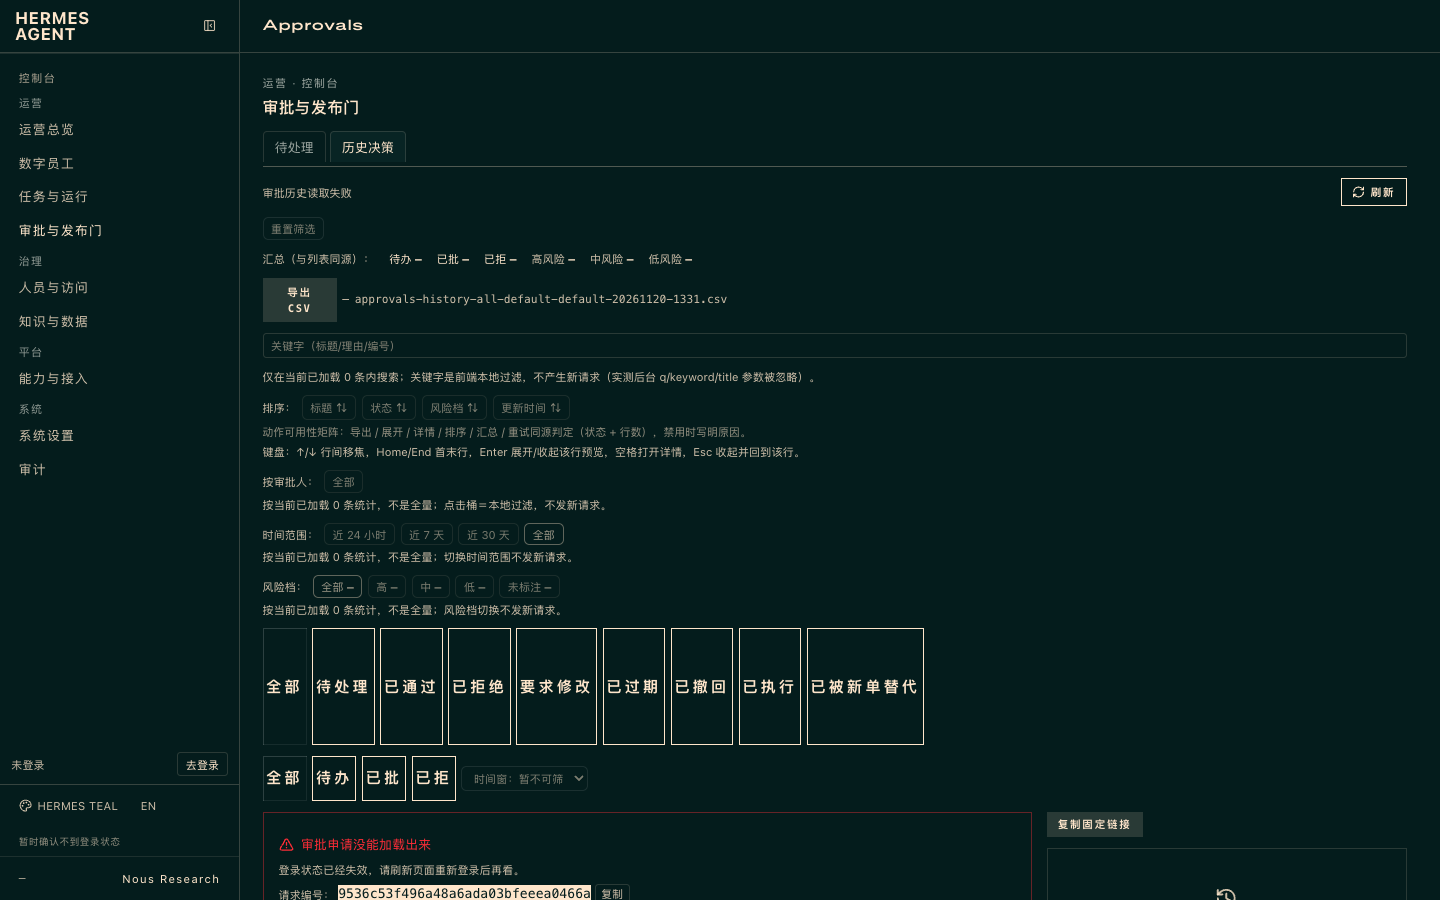 HERMES
AGENT
Approvals
控制台
运营
运营总览
数字员工
任务与运行
审批与发布门
治理
人员与访问
知识与数据
平台
能力与接入
系统
系统设置
审计
未登录
去登录
HERMES TEAL
EN
暂时确认不到登录状态
–
Nous Research
运营 · 控制台
审批与发布门
待处理
历史决策
审批历史读取失败
刷新
重置筛选
汇总（与列表同源）： 待办 – 已批 – 已拒 – 高风险 – 中风险 – 低风险 –
导出
CSV
— approvals-history-all-default-default-20261120-1331.csv
关键字（标题/理由/编号）
仅在当前已加载 0 条内搜索；关键字是前端本地过滤，不产生新请求（实测后台 q/keyword/title 参数被忽略）。
排序： 标题 ⇅ 状态 ⇅ 风险档 ⇅ 更新时间 ⇅
动作可用性矩阵：导出 / 展开 / 详情 / 排序 / 汇总 / 重试同源判定（状态 + 行数），禁用时写明原因。
键盘：↑/↓ 行间移焦，Home/End 首末行，Enter 展开/收起该行预览，空格打开详情，Esc 收起并回到该行。
按审批人： 全部
按当前已加载 0 条统计，不是全量；点击桶＝本地过滤，不发新请求。
时间范围： 近 24 小时 近 7 天 近 30 天 全部
按当前已加载 0 条统计，不是全量；切换时间范围不发新请求。
风险档： 全部 – 高 – 中 – 低 – 未标注 –
按当前已加载 0 条统计，不是全量；风险档切换不发新请求。
全部 待处理 已通过 已拒绝 要求修改 已过期 已撤回 已执行 已被新单替代
全部 待办 已批 已拒 时间窗：暂不可筛
审批申请没能加载出来
登录状态已经失效，请刷新页面重新登录后再看。
请求编号： 9536c53f496a48a6ada03bfeeea0466a 复制
复制固定链接